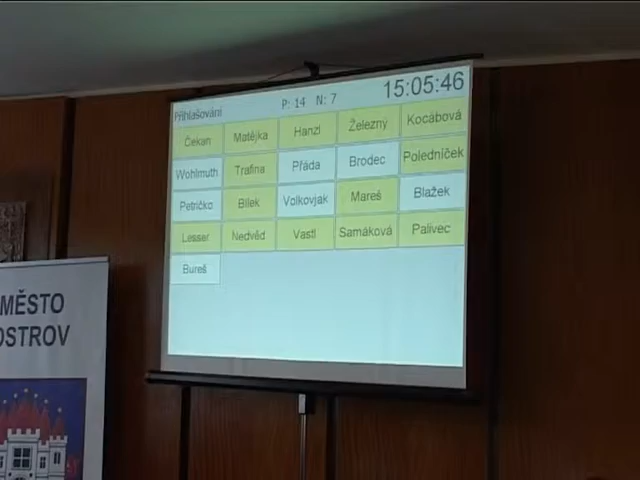 Přihlašování P: 14 N: 7 15:05:46
Čekan Matějka Hanzl Železný Kocábová
Wohlmuth Trafina Přáda Brodec Poledníček
Petričko Bílek Volkovjak Mareš Blažek
Lesser Nedvěd Vastl Samáková Palivec
Bureš
MĚSTO
OSTROV